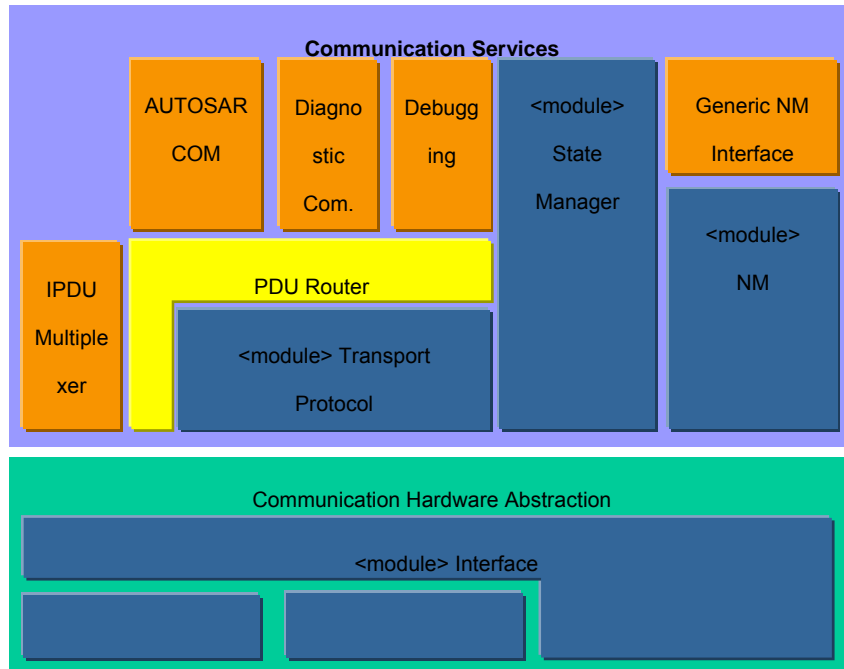 Communication Services
AUTOSAR
COM
Diagno
stic
Com.
Debugg
ing
<module>
State
Manager
Generic NM
Interface
<module>
NM
IPDU
Multiple
xer
PDU Router
<module> Transport
Protocol
Communication Hardware Abstraction
<module> Interface